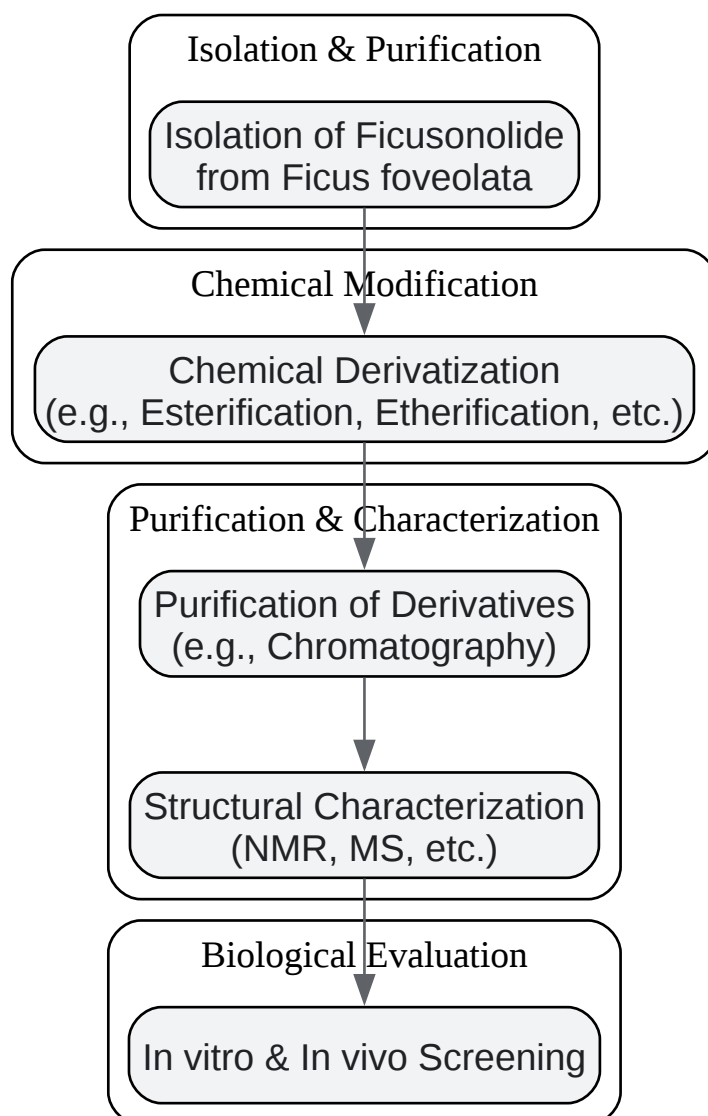 Isolation & Purification
Isolation of Ficusonolide
from Ficus foveolata
Chemical Modification
Chemical Derivatization
(e.g., Esterification, Etherification, etc.)
Purification & Characterization
Purification of Derivatives
(e.g., Chromatography)
Structural Characterization
(NMR, MS, etc.)
Biological Evaluation
In vitro & In vivo Screening